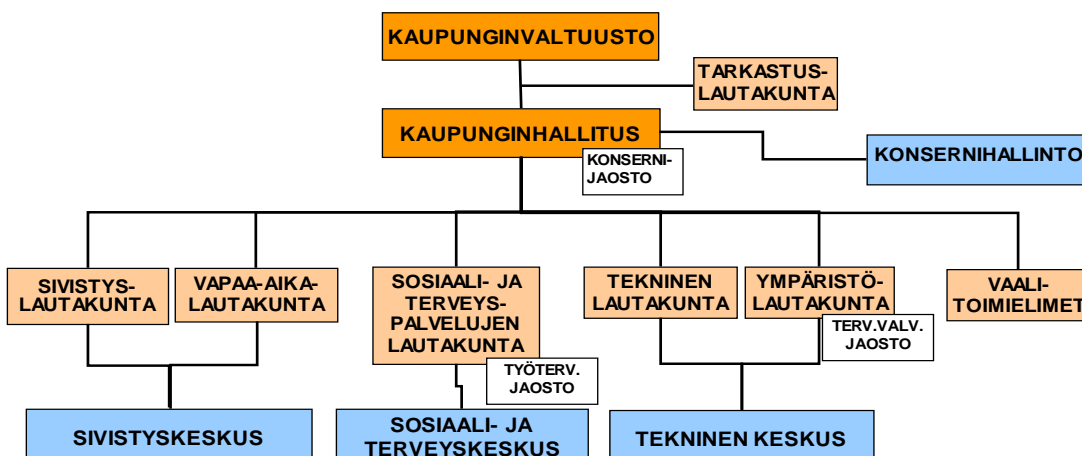 KAUPUNGINVALTUUSTO
TARKASTUS-
LAUTAKUNTA
KAUPUNGINHALLITUS
KONSERNI-
JAOSTO
KONSERNIHALLINTO
SIVISTYS-
LAUTAKUNTA
VAPAA-AIKA-
LAUTAKUNTA
SOSIAALI- JA
TERVEYS-
PALVELUJEN
LAUTAKUNTA
TYÖTERV.
JAOSTO
TEKNINEN
LAUTAKUNTA
YMPÄRISTÖ-
LAUTAKUNTA
TERV.VALV.
JAOSTO
VAALI-
TOIMIELIMET
SIVISTYSKESKUS
SOSIAALI- JA
TERVEYSKESKUS
TEKNINEN KESKUS